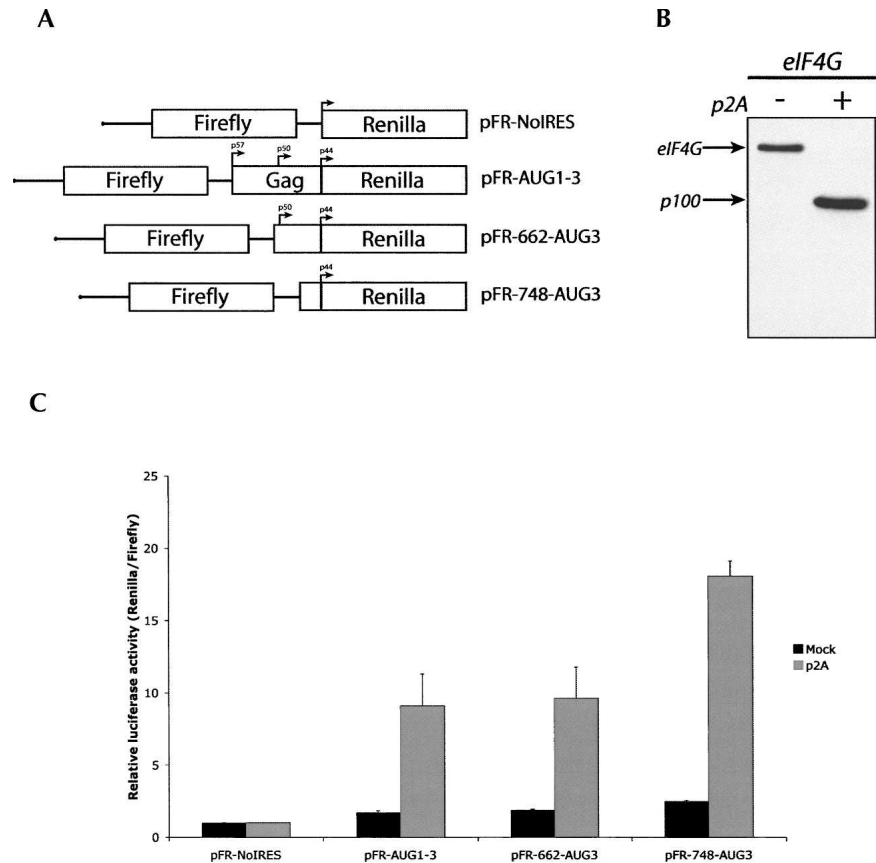 A
Firefly
Renilla
pFR-NoIRES
p57
p50
p44
Firefly
Gag
Renilla
pFR-AUG1-3
p50
p44
Firefly
Renilla
pFR-662-AUG3
p44
Firefly
Renilla
pFR-748-AUG3
B
eIF4G
p2A - +
eIF4G
p100
C
Relative luciferase activity (Renilla/Firefly)
25
20
15
10
5
0
pFR-NoIRES
pFR-AUG1-3
pFR-662-AUG3
pFR-748-AUG3
Mock
p2A